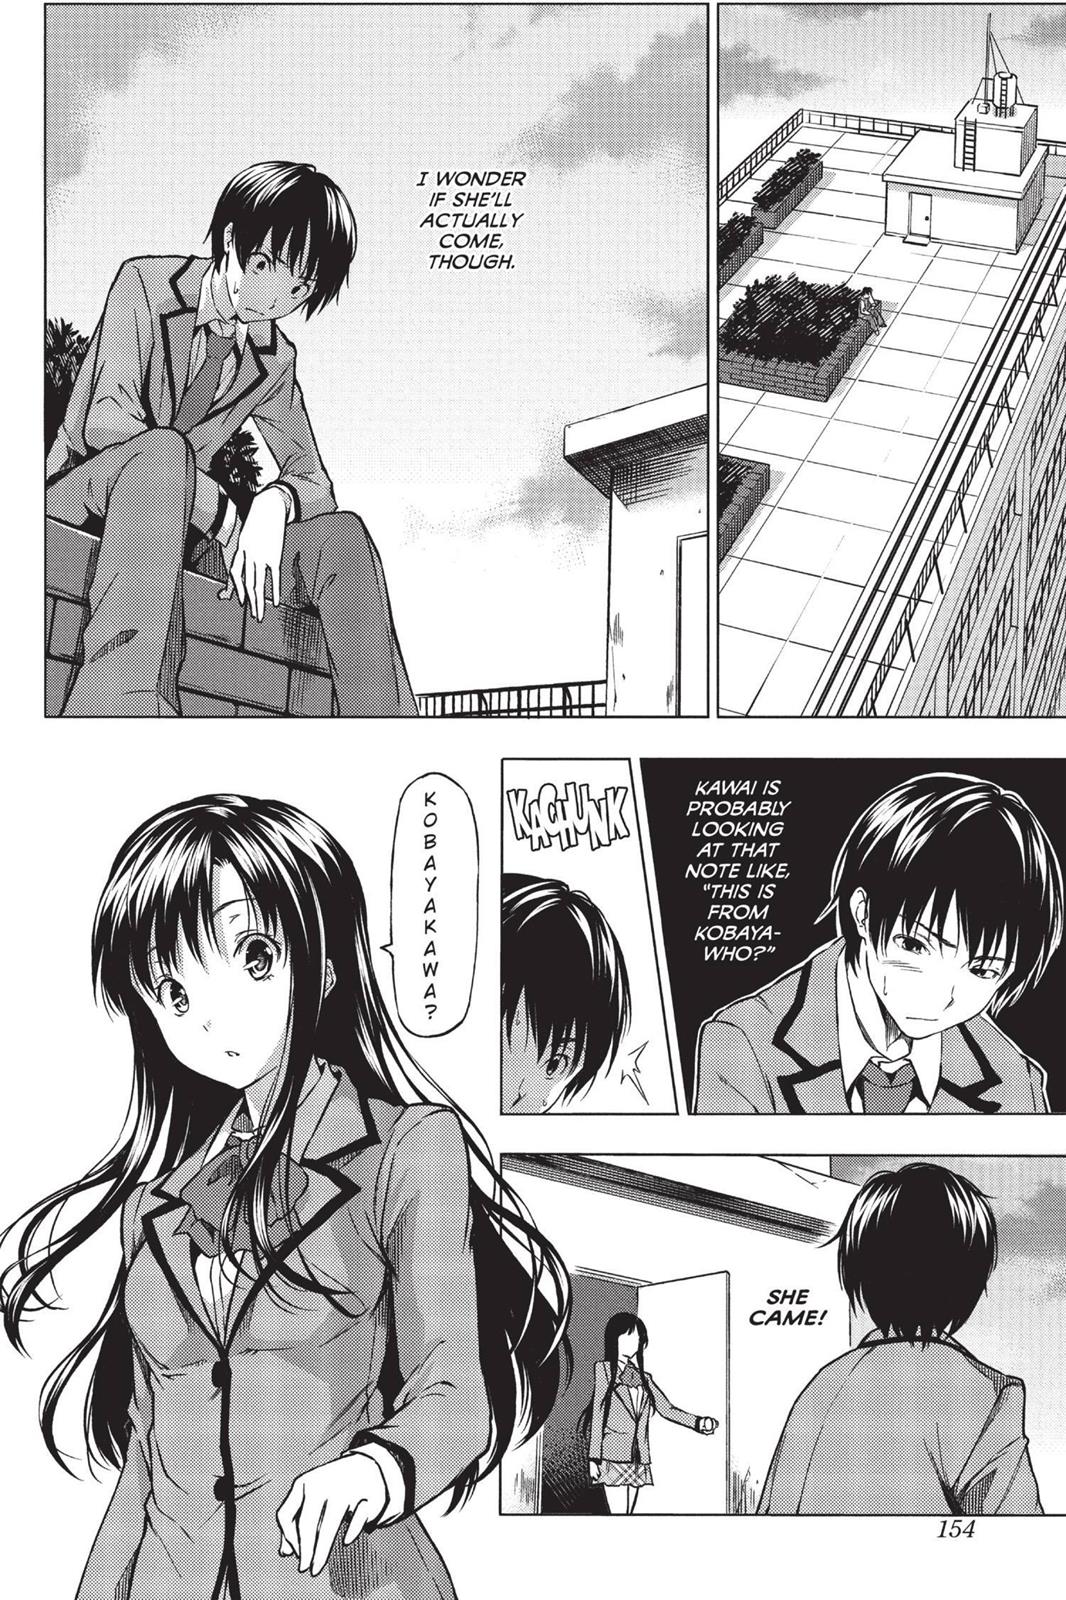 I WONDER
IF SHE'LL
ACTUALLY
COME,
THOUGH.
KAWAI IS
PROBABLY
LOOKING
AT THAT
NOTE LIKE,
"THIS IS
FROM
KOBAYA-
WHO?"
KACHUNK
SHE
CAME!
KOBAYAKAWA?
154